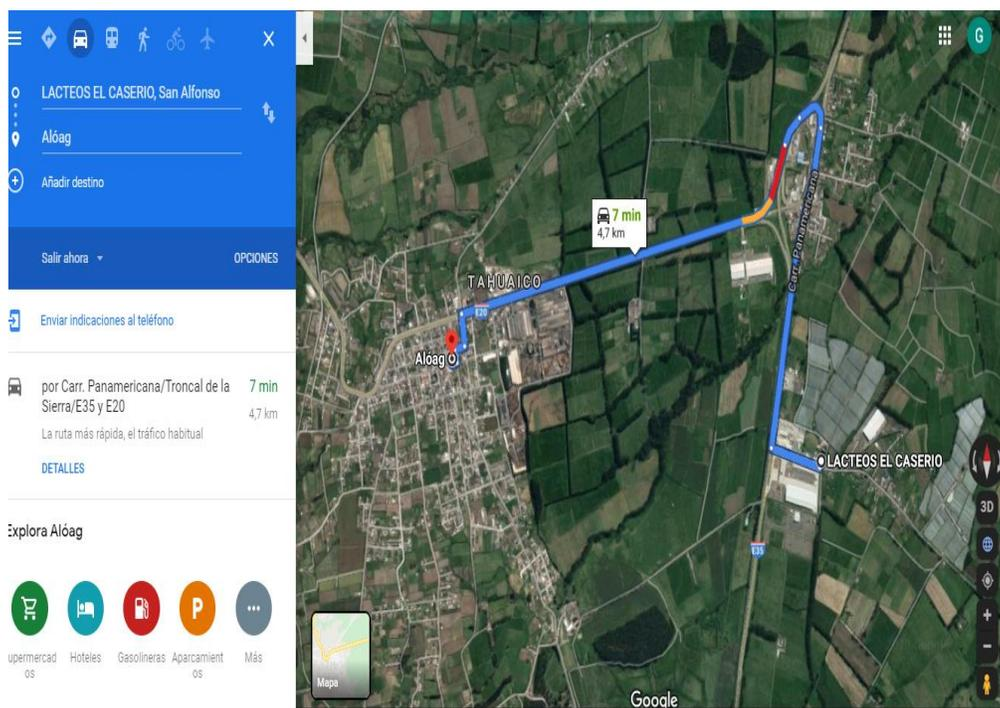 LACTEOS EL CASERIO, San Alfonso
Alóag
Añadir destino
Salir ahora
OPCIONES
Enviar indicaciones al teléfono
por Carr. Panamericana/Troncal de la
Sierra/E35 y E20
7 min
4,7 km
La ruta más rápida, el tráfico habitual
DETALLES
Explora Alóag
P
upermercad
os
Hoteles
Gasolineras
Aparcamient
os
Más
G
7 min
4,7 km
Carr. Panamericana
TAHUAICO
E20
Alóag
LACTEOS EL CASERIO
E35
3D
Mapa
Google